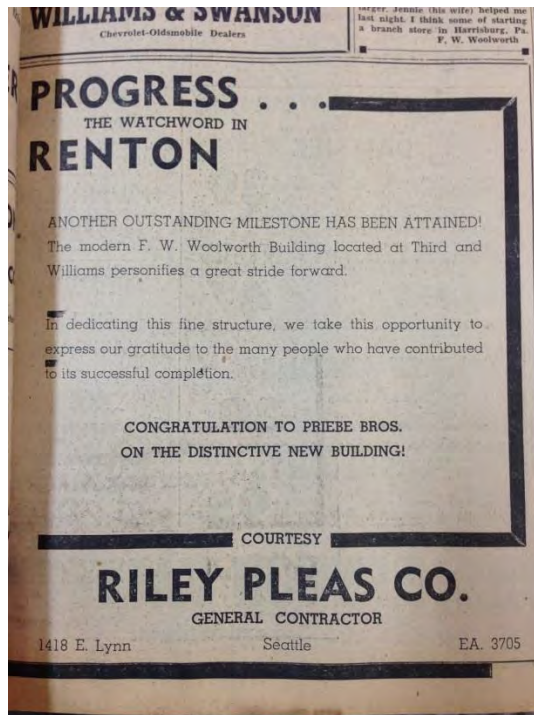 WILLIAMS & SWANSON
Chevrolet-Oldsmobile Dealers
larger. Jennie (his wife) helped me
last night. I think some of starting
a branch store in Harrisburg, Pa.
F. W. Woolworth
PROGRESS . . .
THE WATCHWORD IN
RENTON
ANOTHER OUTSTANDING MILESTONE HAS BEEN ATTAINED!
The modern F. W. Woolworth Building located at Third and
Williams personifies a great stride forward.
In dedicating this fine structure, we take this opportunity to
express our gratitude to the many people who have contributed
to its successful completion.
CONGRATULATION TO PRIEBE BROS.
ON THE DISTINCTIVE NEW BUILDING!
COURTESY
RILEY PLEAS CO.
GENERAL CONTRACTOR
1418 E. Lynn Seattle EA. 3705